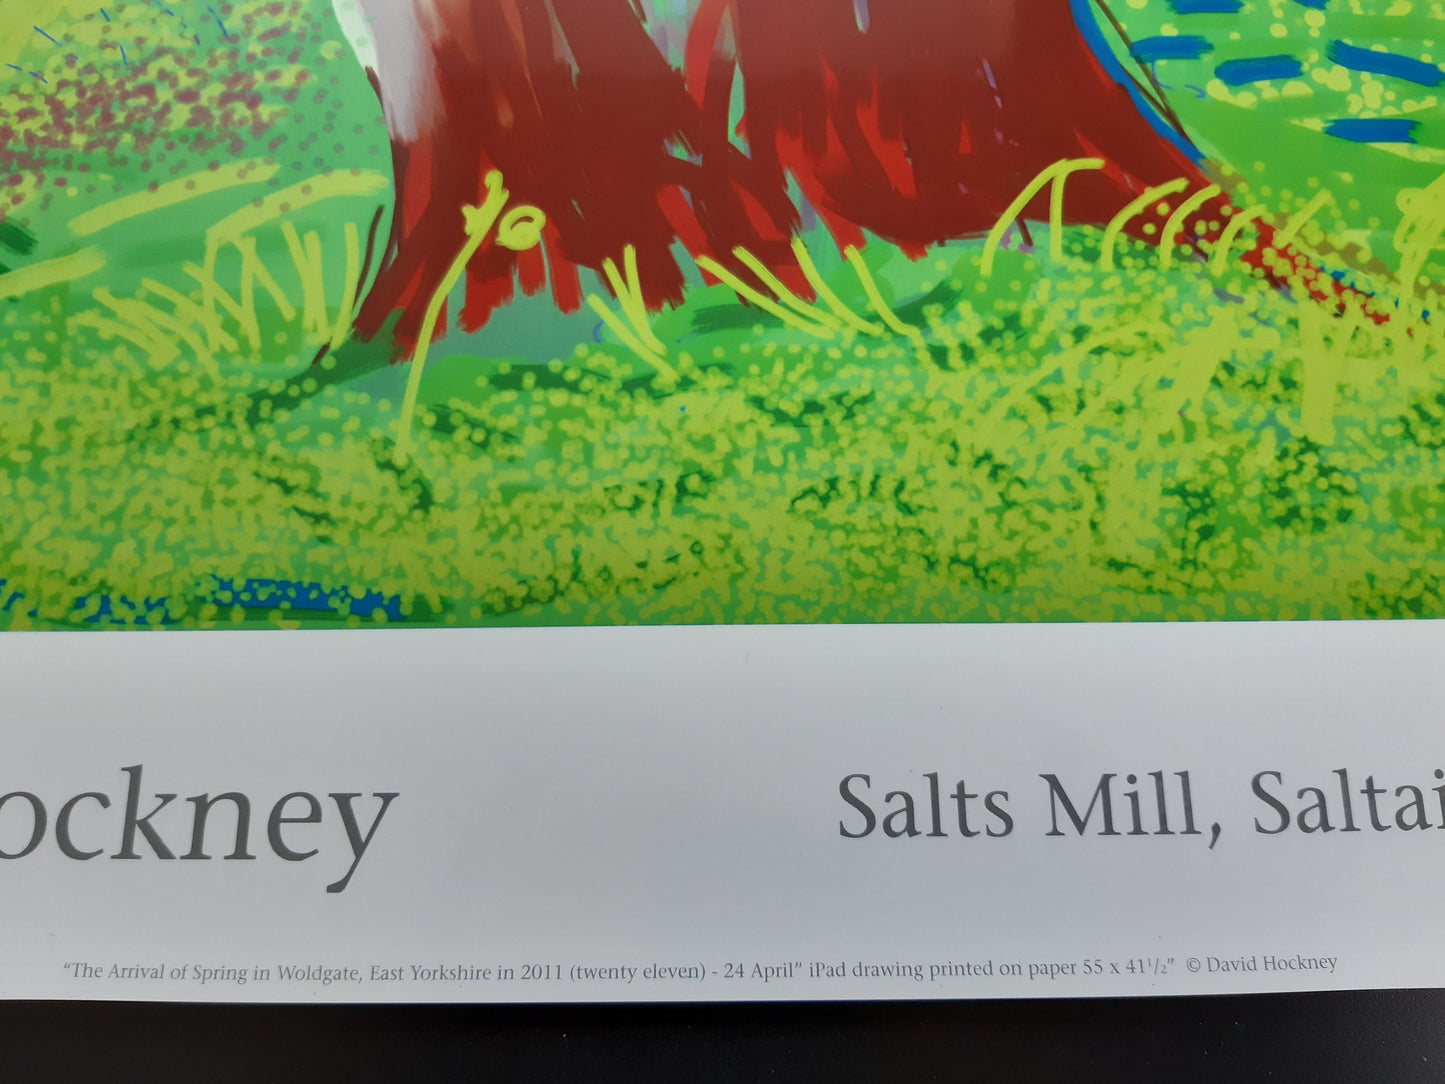 ockney
Salts Mill, Saltai
“The Arrival of Spring in Woldgate, East Yorkshire in 2011 (twenty eleven) - 24 April” iPad drawing printed on paper 55 x 41¹/₂” © David Hockney